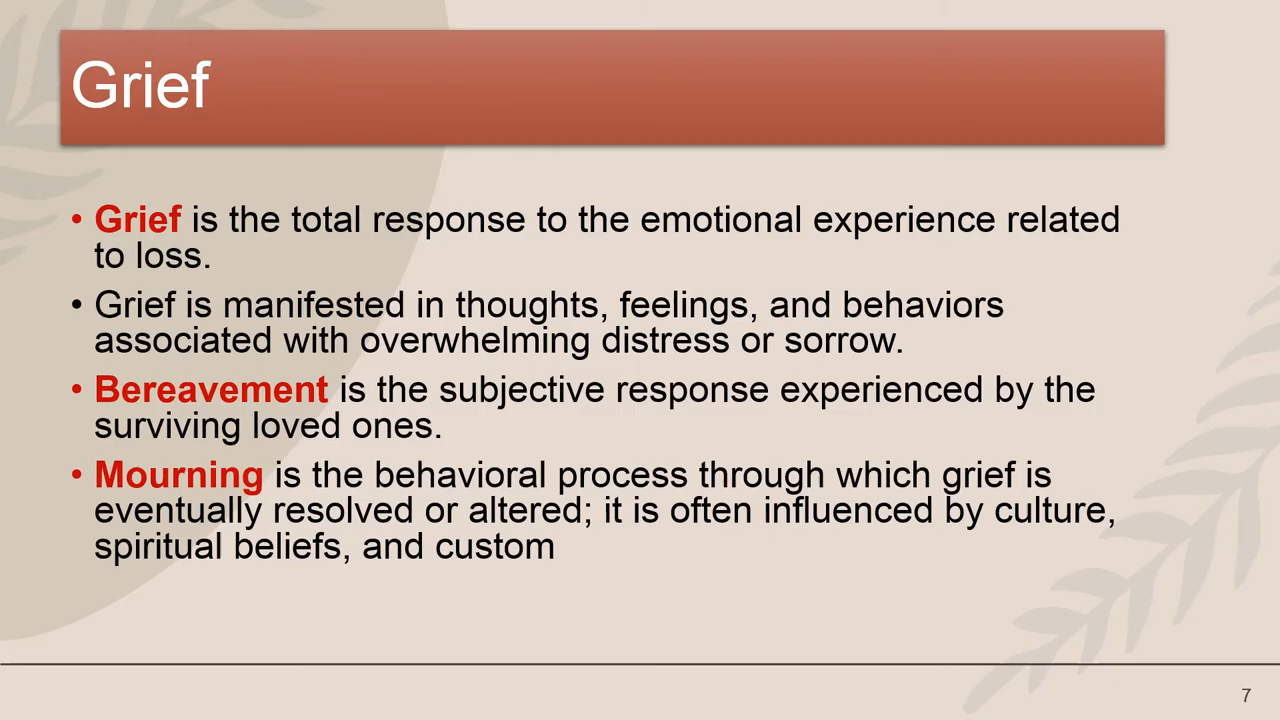 Grief
• Grief is the total response to the emotional experience related
to loss.
• Grief is manifested in thoughts, feelings, and behaviors
associated with overwhelming distress or sorrow.
• Bereavement is the subjective response experienced by the
surviving loved ones.
• Mourning is the behavioral process through which grief is
eventually resolved or altered; it is often influenced by culture,
spiritual beliefs, and custom
7